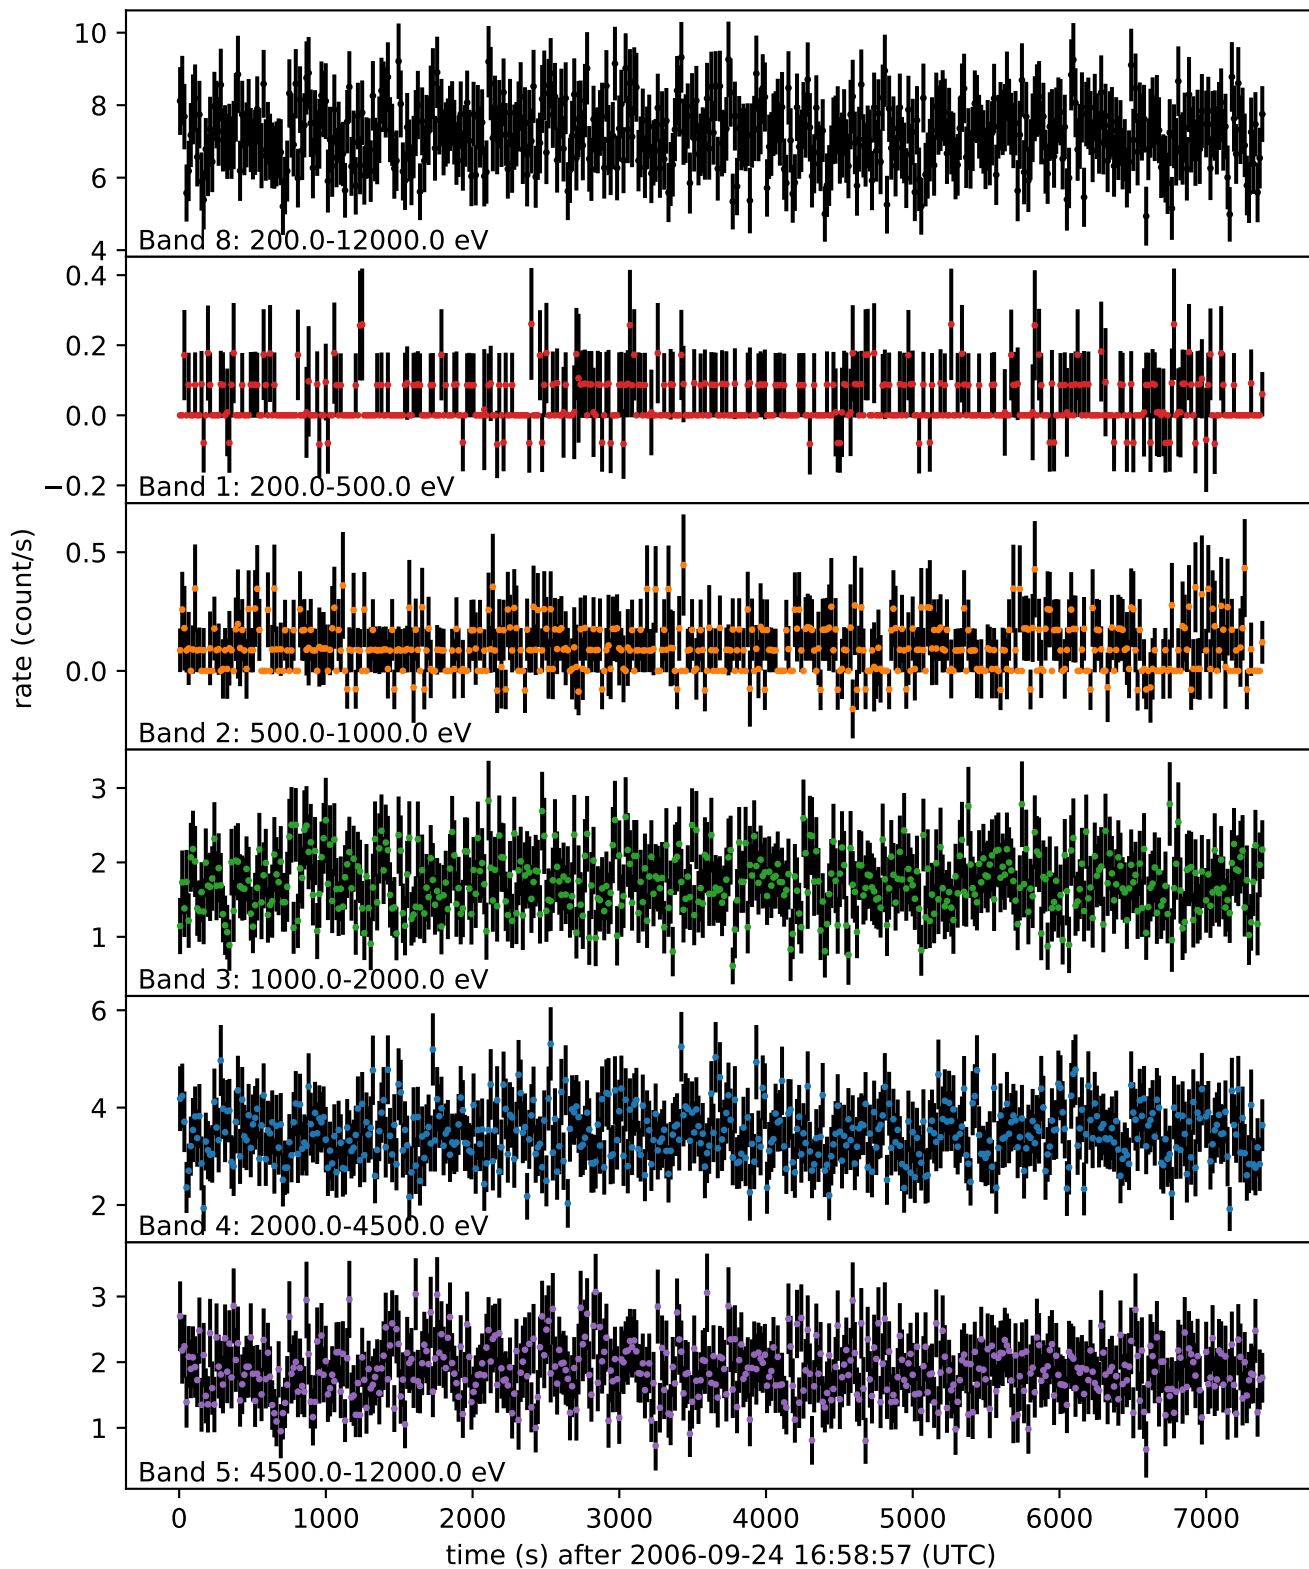 10
8
6
4
Band 8: 200.0-12000.0 eV
0.4
0.2
0.0
−0.2
Band 1: 200.0-500.0 eV
rate (count/s)
0.5
0.0
Band 2: 500.0-1000.0 eV
3
2
1
Band 3: 1000.0-2000.0 eV
6
4
2
Band 4: 2000.0-4500.0 eV
3
2
1
Band 5: 4500.0-12000.0 eV
0 1000 2000 3000 4000 5000 6000 7000
time (s) after 2006-09-24 16:58:57 (UTC)